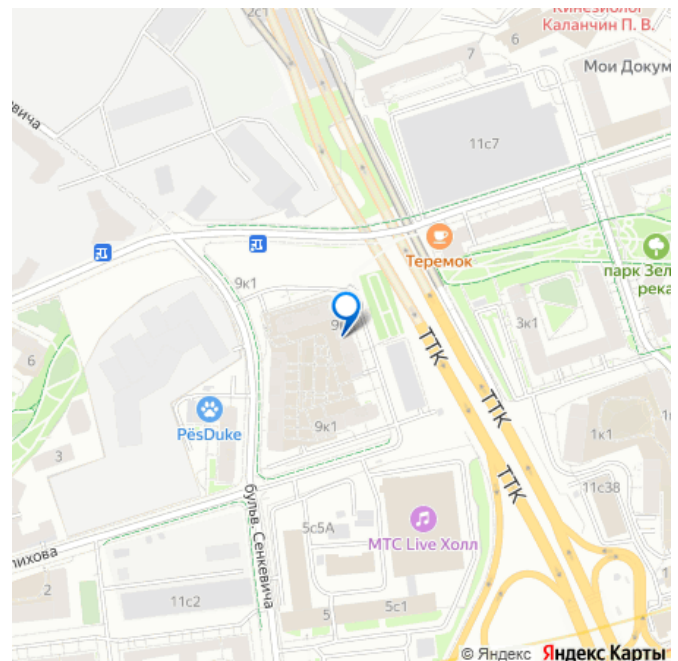 2с1
Кинезиолог
Каланчин П. В.
6
7
Мои Докум
11с7
евича
Теремок
парк Зел
река
9к1
3к1
6
ТТК
PёsDuke
9к1
ТТК
1к1
3
ТТК
11с38
бульв. Сенкевича
5с5А
МТС Live Холл
лихова
2
11с2
5
5с1
1
© Яндекс Яндекс Карты